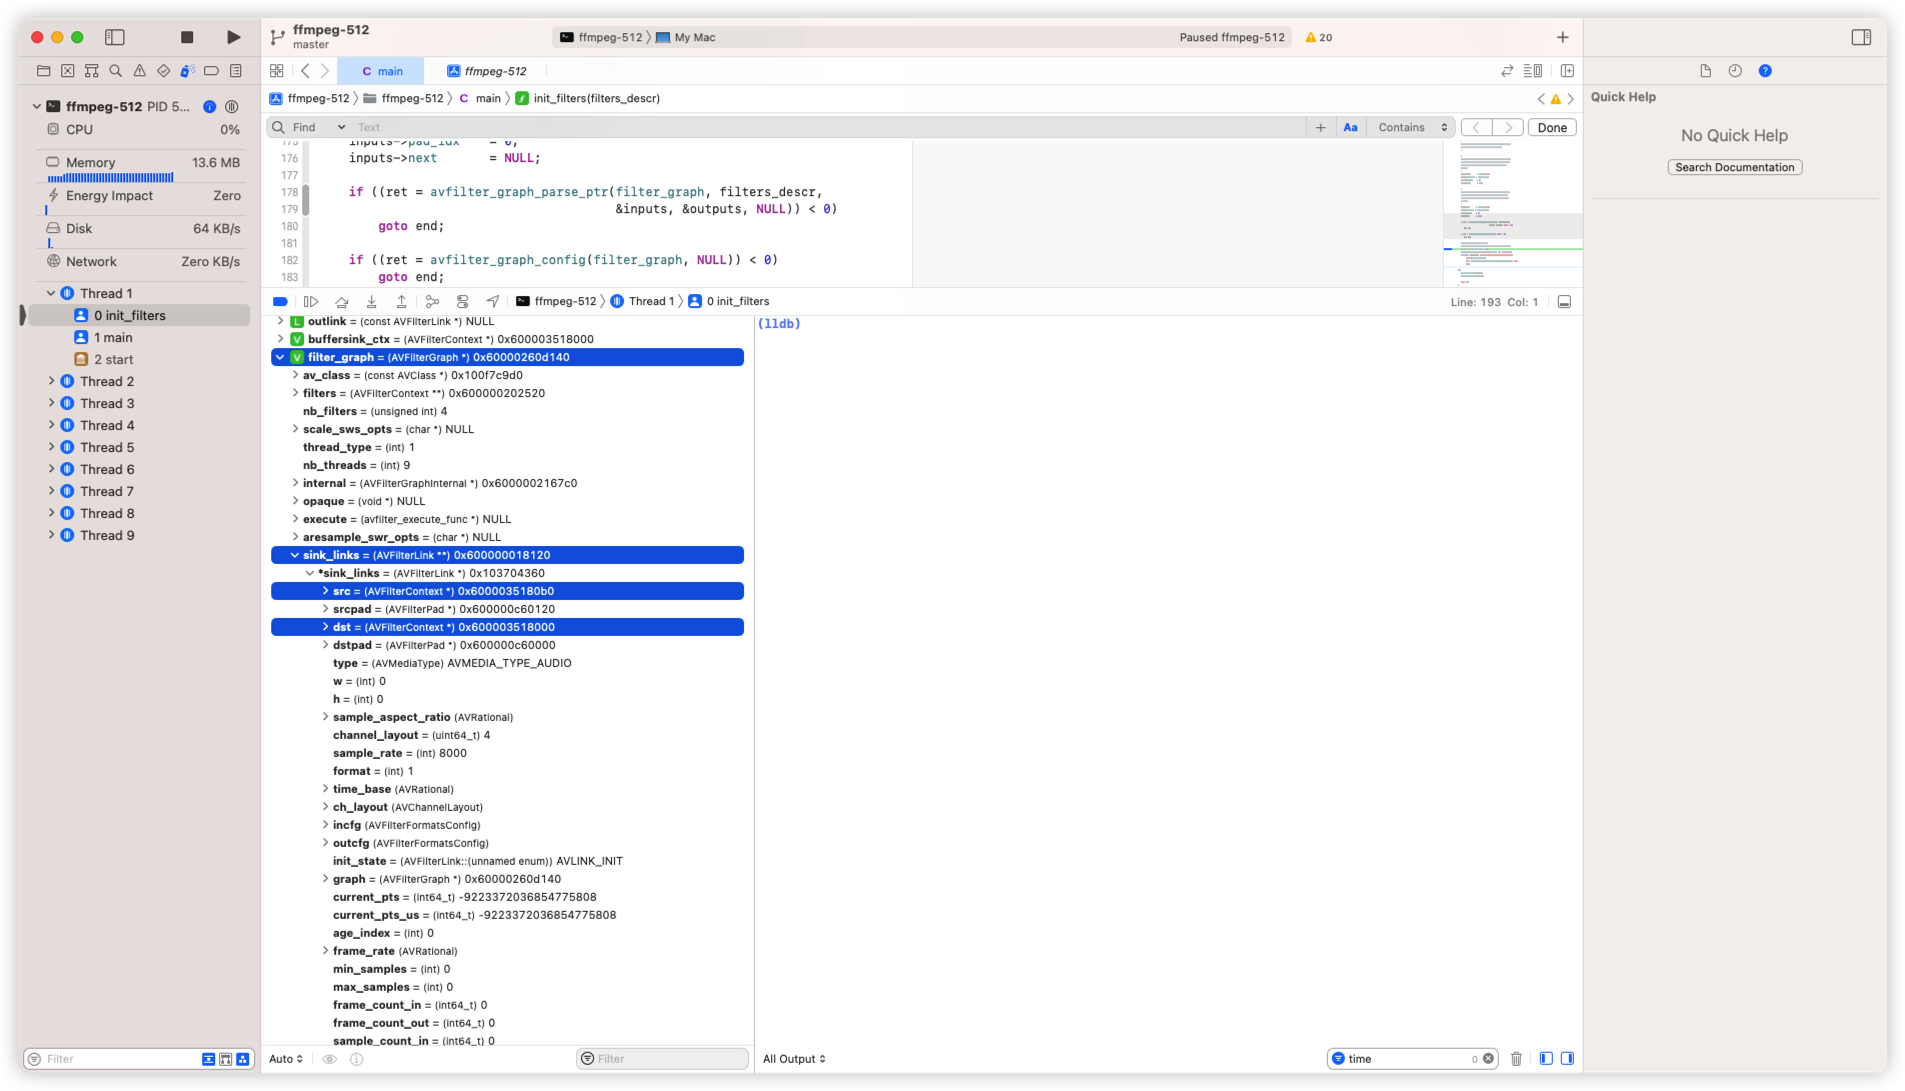 ffmpeg-512
master
ffmpeg-512 My Mac
Paused ffmpeg-512
20
C main
ffmpeg-512
ffmpeg-512 ffmpeg-512 C main init_filters(filters_descr)
Find Text
Aa Contains
Done
ffmpeg-512 PID 5...
CPU 0%
Memory 13.6 MB
Energy Impact Zero
Disk 64 KB/s
Network Zero KB/s
Thread 1
0 init_filters
1 main
2 start
Thread 2
Thread 3
Thread 4
Thread 5
Thread 6
Thread 7
Thread 8
Thread 9
Filter
175 inputs->pad_idx = 0;
176 inputs->next = NULL;
177
178 if ((ret = avfilter_graph_parse_ptr(filter_graph, filters_descr,
179 &inputs, &outputs, NULL)) < 0)
180 goto end;
181
182 if ((ret = avfilter_graph_config(filter_graph, NULL)) < 0)
183 goto end;
ffmpeg-512 Thread 1 0 init_filters
Line: 193 Col: 1
L outlink = (const AVFilterLink *) NULL
V buffersink_ctx = (AVFilterContext *) 0x600003518000
V filter_graph = (AVFilterGraph *) 0x60000260d140
av_class = (const AVClass *) 0x100f7c9d0
filters = (AVFilterContext **) 0x600000202520
nb_filters = (unsigned int) 4
scale_sws_opts = (char *) NULL
thread_type = (int) 1
nb_threads = (int) 9
internal = (AVFilterGraphInternal *) 0x6000002167c0
opaque = (void *) NULL
execute = (avfilter_execute_func *) NULL
aresample_swr_opts = (char *) NULL
sink_links = (AVFilterLink **) 0x600000018120
*sink_links = (AVFilterLink *) 0x103704360
src = (AVFilterContext *) 0x6000035180b0
srcpad = (AVFilterPad *) 0x600000c60120
dst = (AVFilterContext *) 0x600003518000
dstpad = (AVFilterPad *) 0x600000c60000
type = (AVMediaType) AVMEDIA_TYPE_AUDIO
w = (int) 0
h = (int) 0
sample_aspect_ratio (AVRational)
channel_layout = (uint64_t) 4
sample_rate = (int) 8000
format = (int) 1
time_base (AVRational)
ch_layout (AVChannelLayout)
incfg (AVFilterFormatsConfig)
outcfg (AVFilterFormatsConfig)
init_state = (AVFilterLink::(unnamed enum)) AVLINK_INIT
graph = (AVFilterGraph *) 0x60000260d140
current_pts = (int64_t) -9223372036854775808
current_pts_us = (int64_t) -9223372036854775808
age_index = (int) 0
frame_rate (AVRational)
min_samples = (int) 0
max_samples = (int) 0
frame_count_in = (int64_t) 0
frame_count_out = (int64_t) 0
sample_count_in = (int64_t) 0
Auto
Filter
(lldb)
All Output
time 0
Quick Help
No Quick Help
Search Documentation